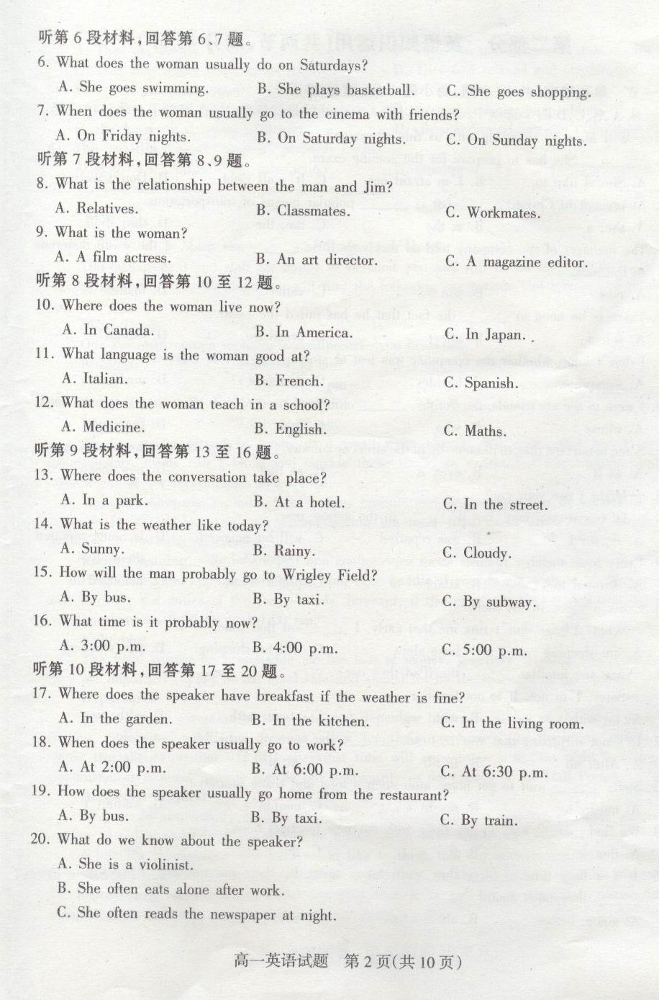 听第 6 段材料,回答第 6、7 题。
6. What does the woman usually do on Saturdays?
A. She goes swimming. B. She plays basketball. C. She goes shopping.
7. When does the woman usually go to the cinema with friends?
A. On Friday nights. B. On Saturday nights. C. On Sunday nights.
听第 7 段材料,回答第 8、9 题。
8. What is the relationship between the man and Jim?
A. Relatives. B. Classmates. C. Workmates.
9. What is the woman?
A. A film actress. B. An art director. C. A magazine editor.
听第 8 段材料,回答第 10 至 12 题。
10. Where does the woman live now?
A. In Canada. B. In America. C. In Japan. .
11. What language is the woman good at?
A. Italian. B. French. C. Spanish.
12. What does the woman teach in a school?
A. Medicine. B. English. C. Maths.
听第 9 段材料,回答第 13 至 16 题。
13. Where does the conversation take place?
A. In a park. B. At a hotel. C. In the street.
14. What is the weather like today?
A. Sunny. B. Rainy. C. Cloudy.
15. How will the man probably go to Wrigley Field?
A. By bus. B. By taxi. C. By subway.
16. What time is it probably now?
A. 3:00 p.m. B. 4:00 p.m. C. 5:00 p.m.
听第 10 段材料,回答第 17 至 20 题。
17. Where does the speaker have breakfast if the weather is fine?
A. In the garden. B. In the kitchen. C. In the living room.
18. When does the speaker usually go to work?
A. At 2:00 p.m. B. At 6:00 p.m. C. At 6:30 p.m.
19. How does the speaker usually go home from the restaurant?
A. By bus. B. By taxi. C. By train.
20. What do we know about the speaker?
A. She is a violinist.
B. She often eats alone after work.
C. She often reads the newspaper at night.
高一英语试题 第 2 页(共 10 页)